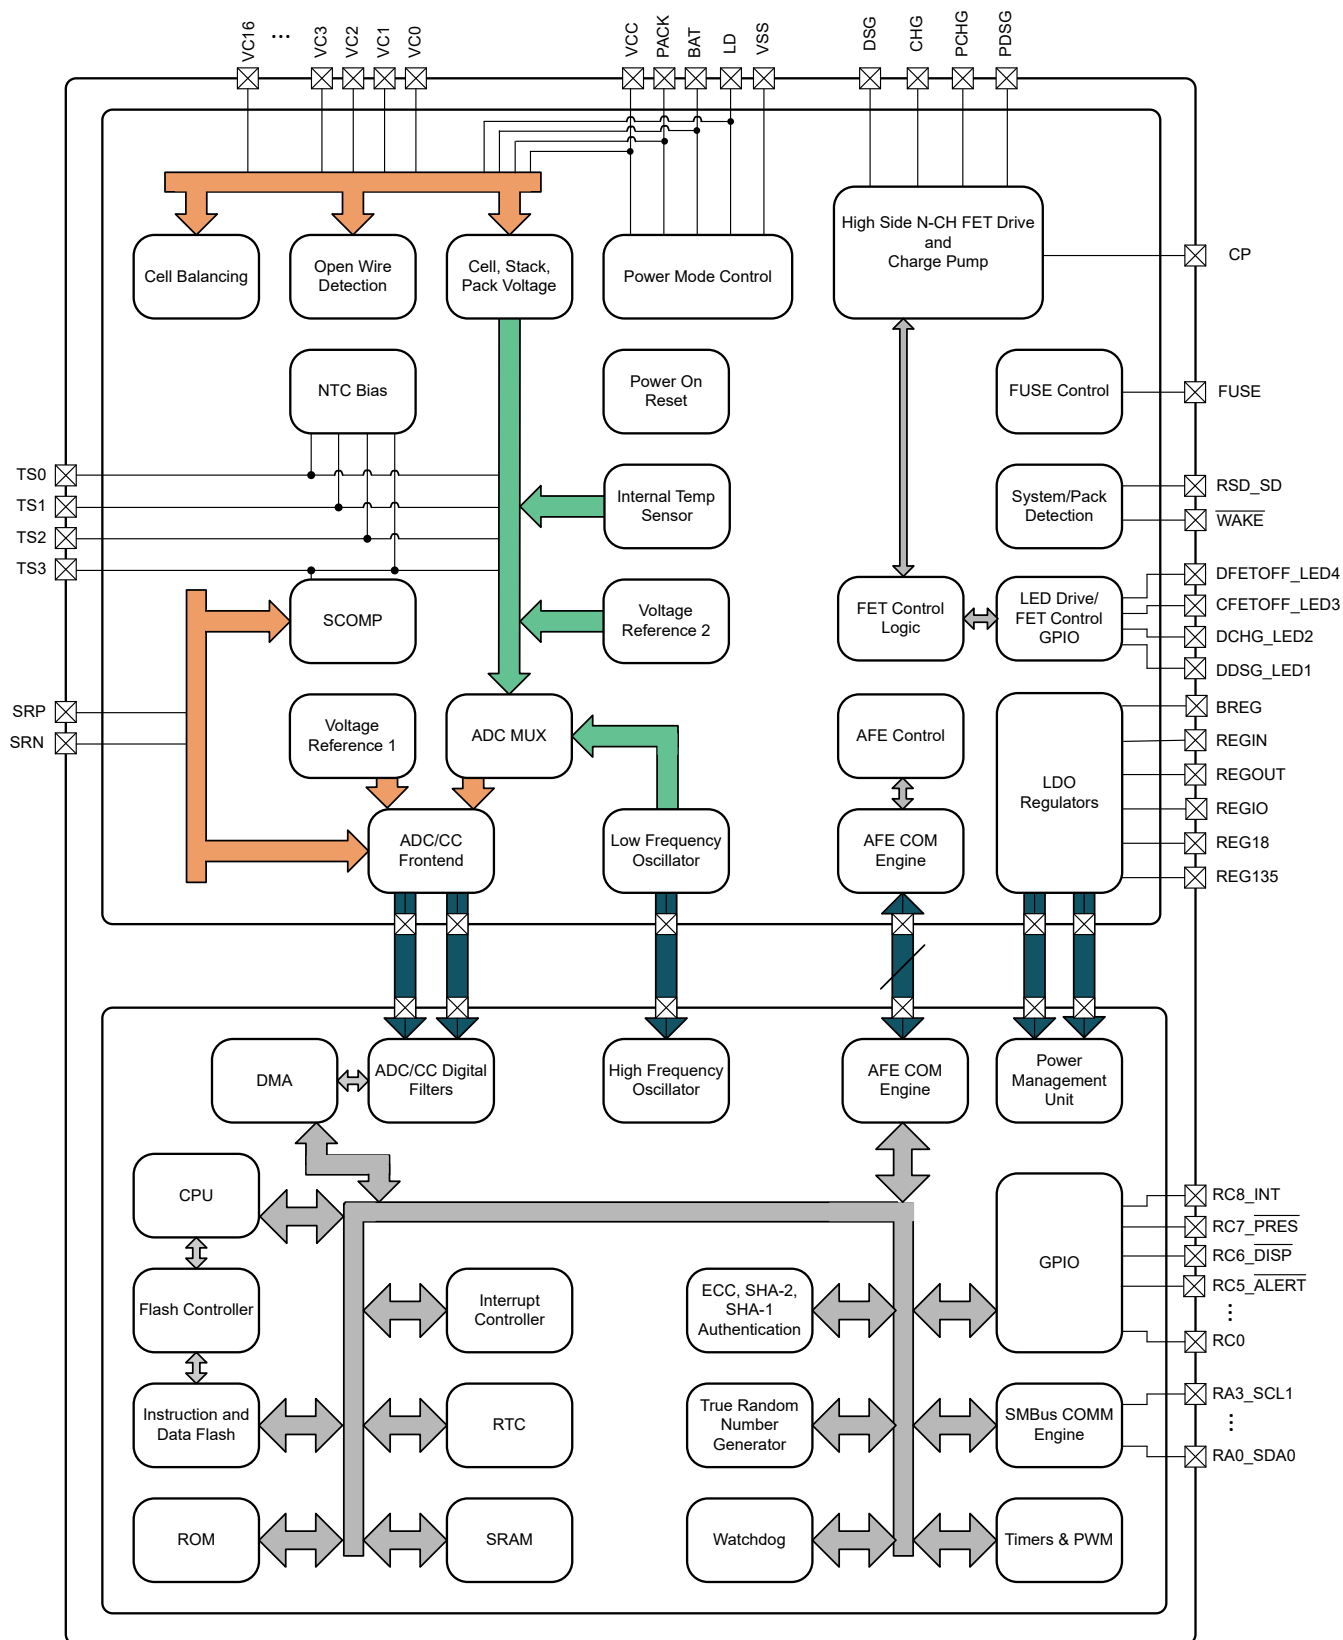 VC16
...
VC3
VC2
VC1
VC0
VCC
PACK
BAT
LD
VSS
DSG
CHG
PCHG
PDSG
Cell Balancing
Open Wire
Detection
Cell, Stack,
Pack Voltage
Power Mode Control
High Side N-CH FET Drive
and
Charge Pump
CP
NTC Bias
Power On
Reset
FUSE Control
FUSE
TS0
TS1
TS2
TS3
Internal Temp
Sensor
System/Pack
Detection
RSD_SD
WAKE
SCOMP
Voltage
Reference 2
FET Control
Logic
LED Drive/
FET Control
GPIO
DFETOFF_LED4
CFETOFF_LED3
DCHG_LED2
DDSG_LED1
SRP
SRN
Voltage
Reference 1
ADC MUX
AFE Control
LDO
Regulators
BREG
REGIN
REGOUT
REGIO
REG18
REG135
ADC/CC
Frontend
Low Frequency
Oscillator
AFE COM
Engine
DMA
ADC/CC Digital
Filters
High Frequency
Oscillator
AFE COM
Engine
Power
Management
Unit
CPU
GPIO
RC8_INT
RC7_PRES
RC6_DISP
RC5_ALERT
⋮
RC0
Flash Controller
Interrupt
Controller
ECC, SHA-2,
SHA-1
Authentication
Instruction and
Data Flash
RTC
True Random
Number
Generator
SMBus COMM
Engine
RA3_SCL1
⋮
RA0_SDA0
ROM
SRAM
Watchdog
Timers & PWM